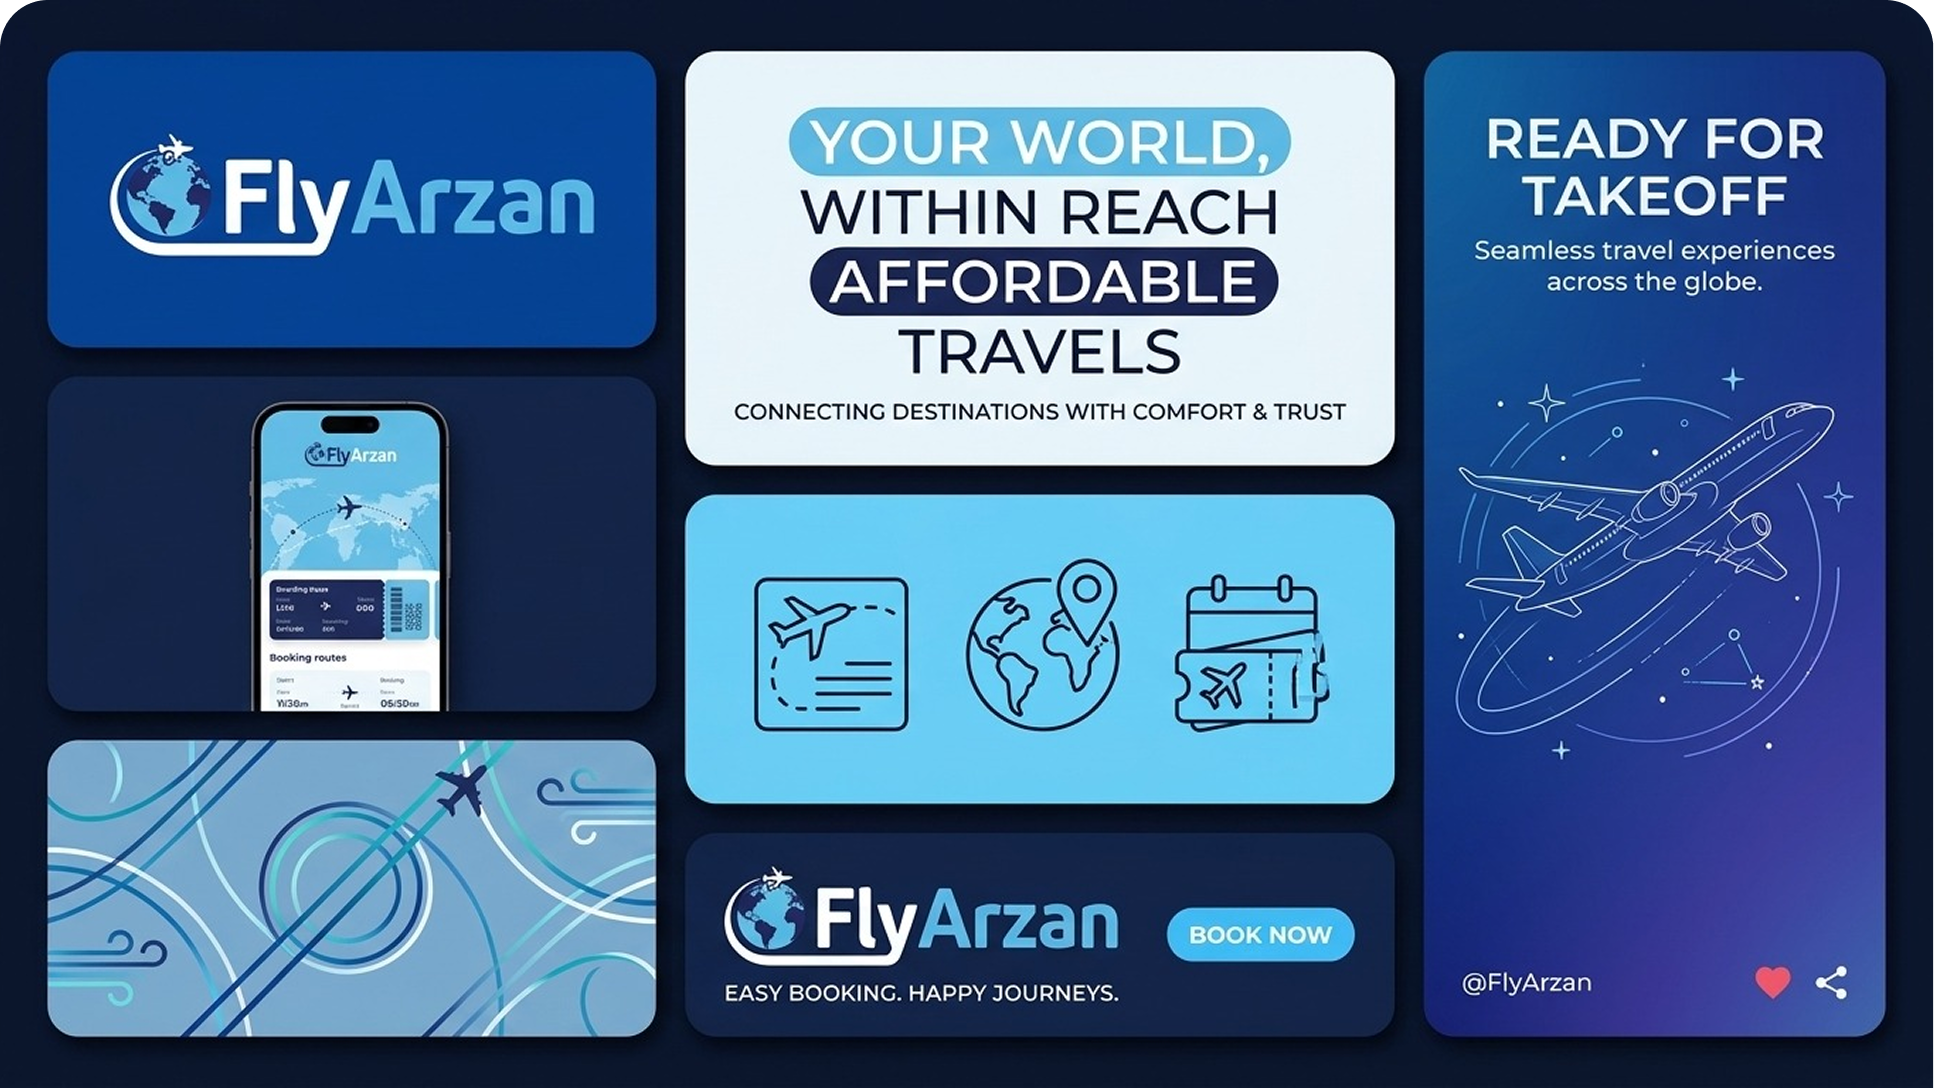 FlyArzan
FlyArzan
Booking routes
YOUR WORLD,
WITHIN REACH
AFFORDABLE
TRAVELS
CONNECTING DESTINATIONS WITH COMFORT & TRUST
FlyArzan
BOOK NOW
EASY BOOKING. HAPPY JOURNEYS.
READY FOR
TAKEOFF
Seamless travel experiences
across the globe.
@FlyArzan